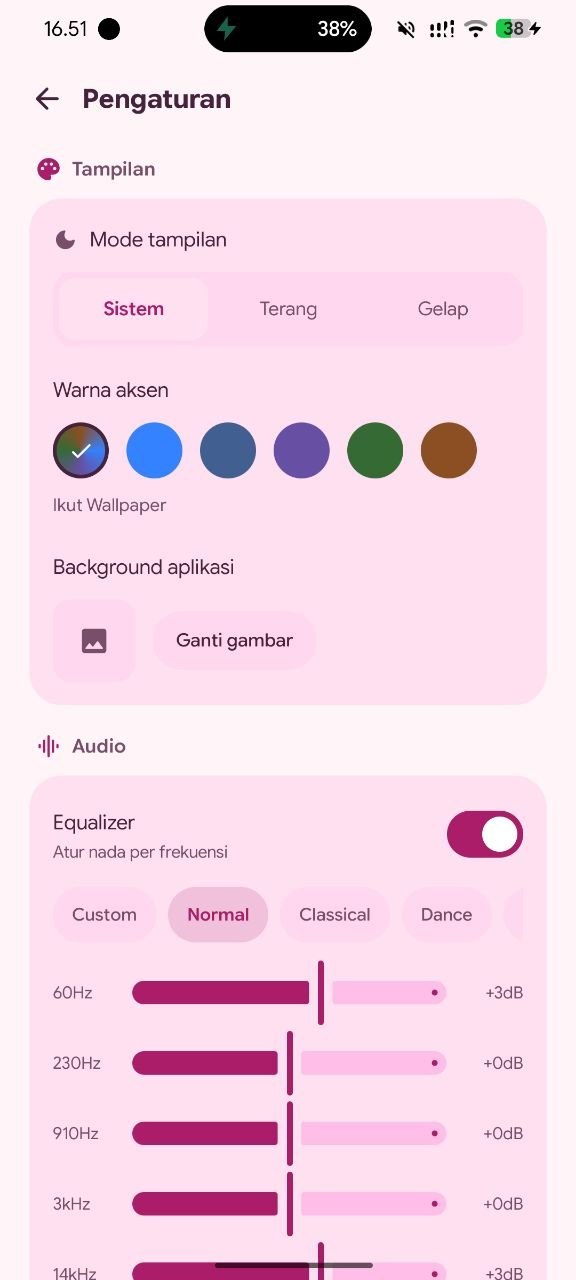 16.51
38%
38
Pengaturan
Tampilan
Mode tampilan
Sistem Terang Gelap
Warna aksen
Ikut Wallpaper
Background aplikasi
Ganti gambar
Audio
Equalizer
Atur nada per frekuensi
Custom Normal Classical Dance
60Hz +3dB
230Hz +0dB
910Hz +0dB
3kHz +0dB
14kHz +3dB